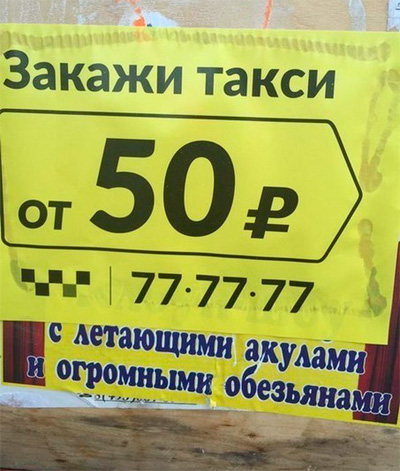 Закажи такси
от 50 ₽
77·77·77
с летающими акулами
и огромными обезьянами